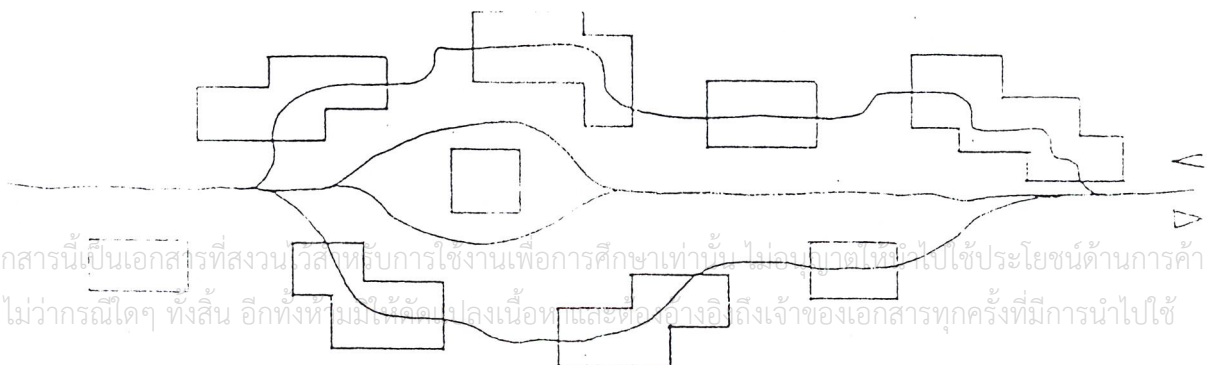 กสารนี้เป็นเอกสารที่สงวนไว้สำหรับการใช้งานเพื่อการศึกษาเท่านั้น ไม่อนุญาตให้นำไปใช้ประโยชน์ด้านการค้า
ไม่ว่ากรณีใดๆ ทั้งสิ้น อีกทั้งห้ามมิให้ดัดแปลงเนื้อหาและต้องอ้างอิงถึงเจ้าของเอกสารทุกครั้งที่มีการนำไปใช้